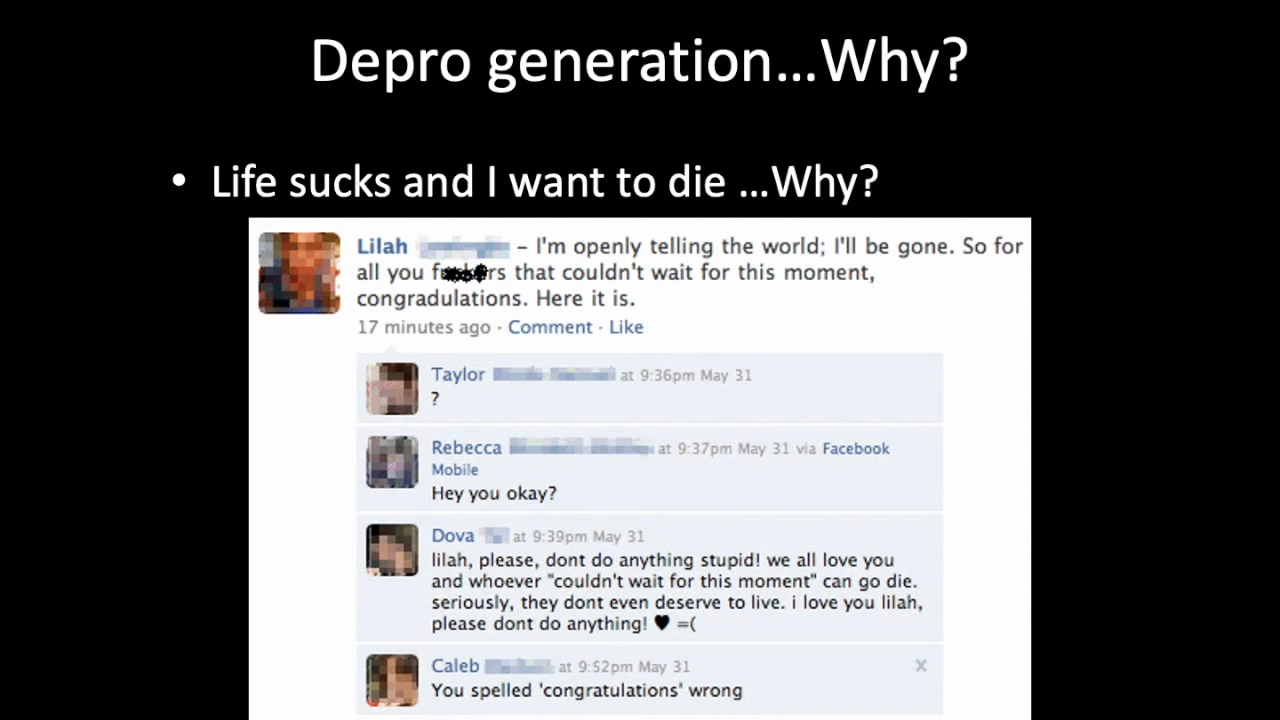 Depro generation...Why?
• Life sucks and I want to die ...Why?
Lilah – I'm openly telling the world; I'll be gone. So for
all you rs that couldn't wait for this moment,
congradulations. Here it is.
17 minutes ago · Comment · Like
Taylor at 9:36pm May 31
?
Rebecca at 9:37pm May 31 via Facebook
Mobile
Hey you okay?
Dova at 9:39pm May 31
lilah, please, dont do anything stupid! we all love you
and whoever "couldn't wait for this moment" can go die.
seriously, they dont even deserve to live. i love you lilah,
please dont do anything! ♥ =(
Caleb at 9:52pm May 31 x
You spelled 'congratulations' wrong